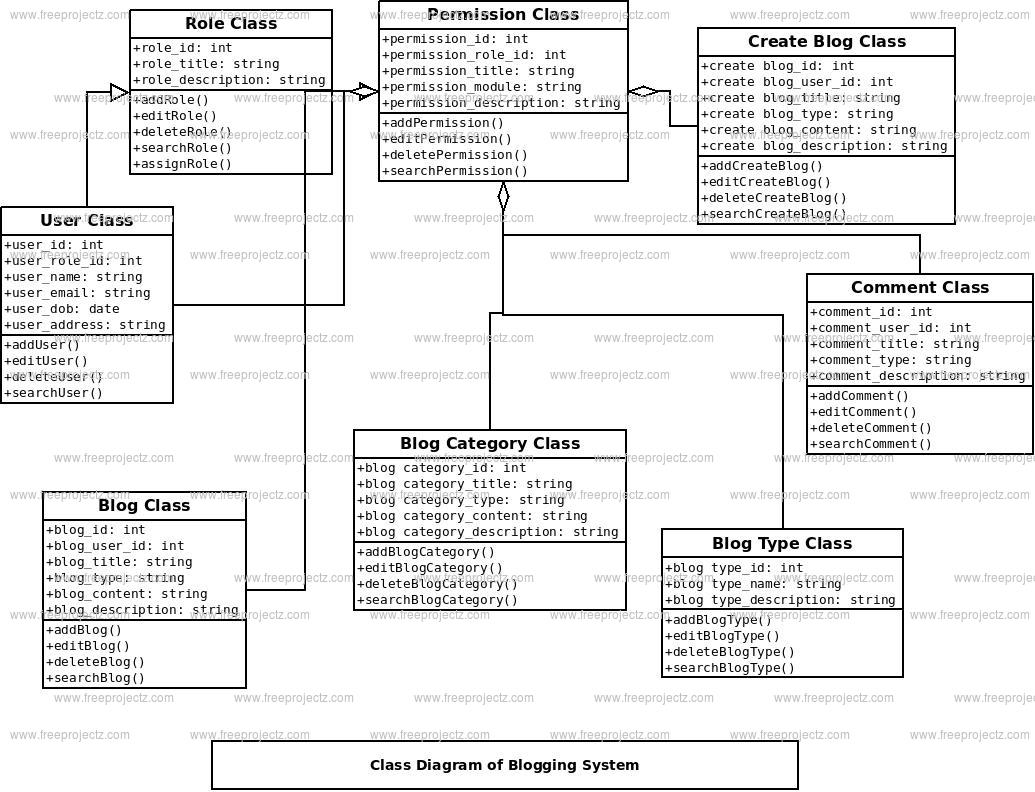 Role Class
+role_id: int
+role_title: string
+role_description: string
+addRole()
+editRole()
+deleteRole()
+searchRole()
+assignRole()
Permission Class
+permission_id: int
+permission_role_id: int
+permission_title: string
+permission_module: string
+permission_description: string
+addPermission()
+editPermission()
+deletePermission()
+searchPermission()
Create Blog Class
+create blog_id: int
+create blog_user_id: int
+create blog_title: string
+create blog_type: string
+create blog_content: string
+create blog_description: string
+addCreateBlog()
+editCreateBlog()
+deleteCreateBlog()
+searchCreateBlog()
User Class
+user_id: int
+user_role_id: int
+user_name: string
+user_email: string
+user_dob: date
+user_address: string
+addUser()
+editUser()
+deleteUser()
+searchUser()
Comment Class
+comment_id: int
+comment_user_id: int
+comment_title: string
+comment_type: string
+comment_description: string
+addComment()
+editComment()
+deleteComment()
+searchComment()
Blog Category Class
+blog category_id: int
+blog category_title: string
+blog category_type: string
+blog category_content: string
+blog category_description: string
+addBlogCategory()
+editBlogCategory()
+deleteBlogCategory()
+searchBlogCategory()
Blog Class
+blog_id: int
+blog_user_id: int
+blog_title: string
+blog_type: string
+blog_content: string
+blog_description: string
+addBlog()
+editBlog()
+deleteBlog()
+searchBlog()
Blog Type Class
+blog type_id: int
+blog type_name: string
+blog type_description: string
+addBlogType()
+editBlogType()
+deleteBlogType()
+searchBlogType()
Class Diagram of Blogging System
www.freeprojectz.com